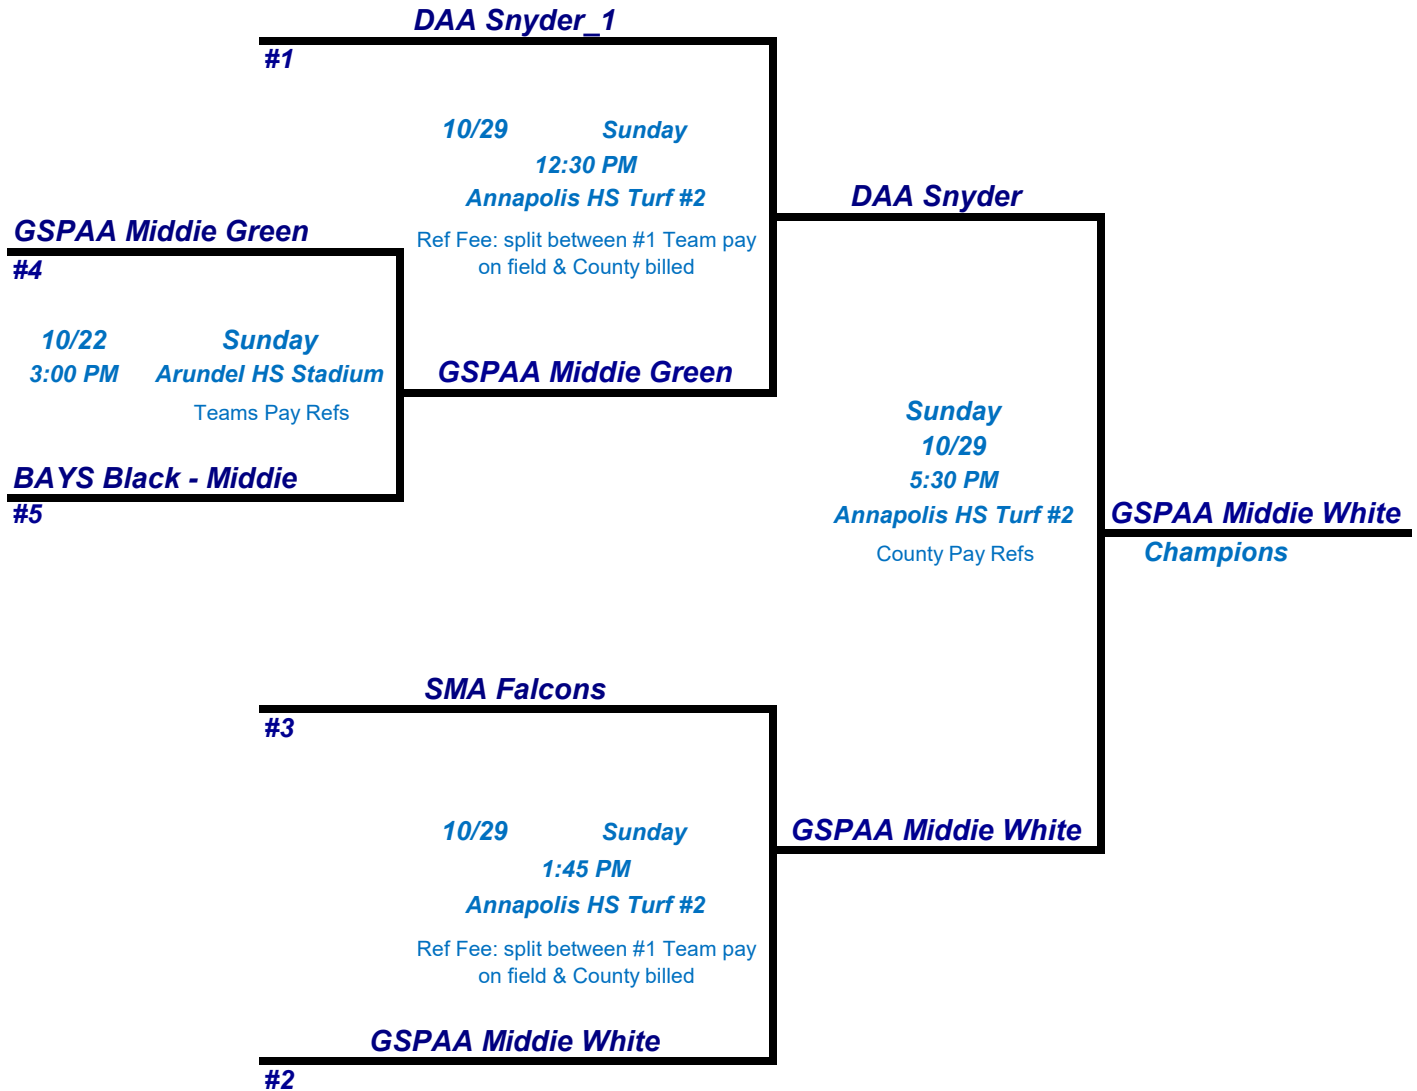 DAA Snyder_1
#1
10/29 Sunday
12:30 PM
Annapolis HS Turf #2
Ref Fee: split between #1 Team pay
on field & County billed
DAA Snyder
GSPAA Middie Green
#4
10/22 Sunday
3:00 PM Arundel HS Stadium
Teams Pay Refs
GSPAA Middie Green
BAYS Black - Middie
#5
Sunday
10/29
5:30 PM
Annapolis HS Turf #2
County Pay Refs
GSPAA Middie White
Champions
SMA Falcons
#3
10/29 Sunday
1:45 PM
Annapolis HS Turf #2
Ref Fee: split between #1 Team pay
on field & County billed
GSPAA Middie White
GSPAA Middie White
#2